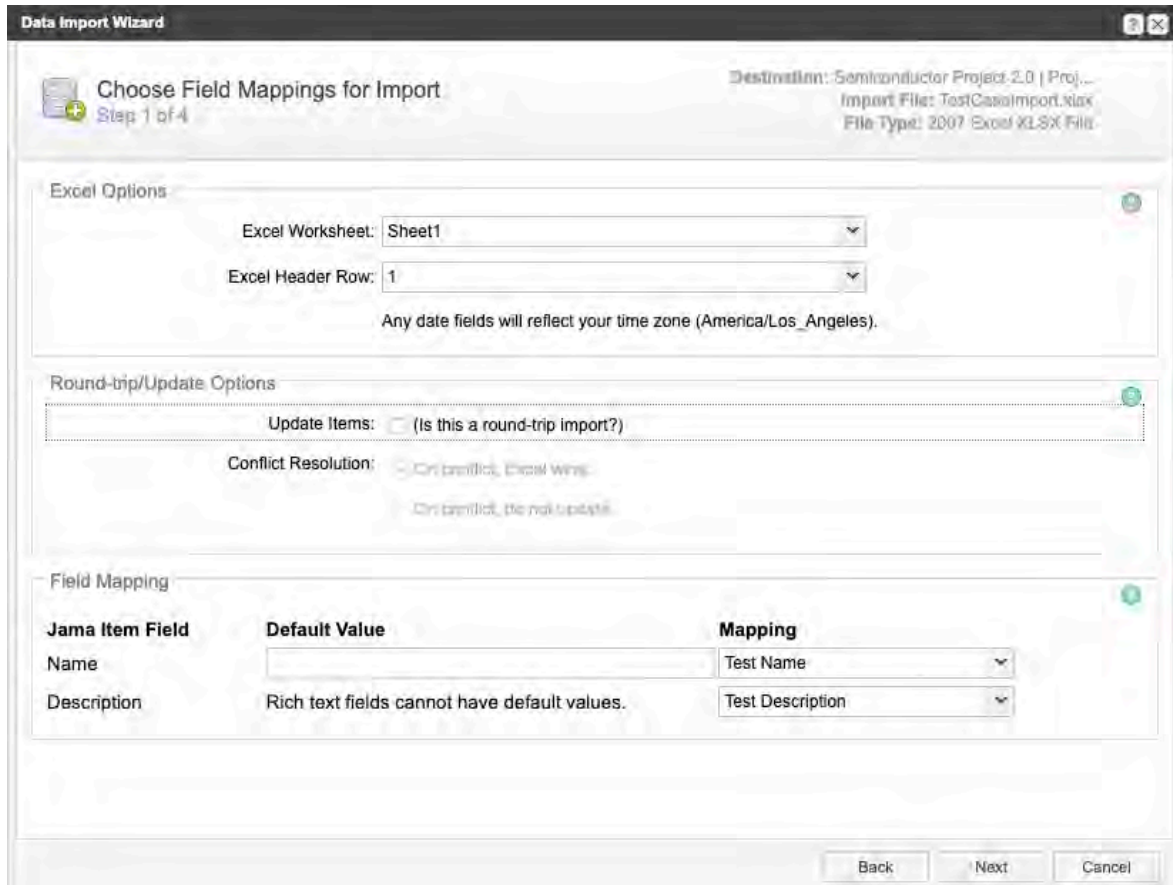 Data Import Wizard
Choose Field Mappings for Import
Step 1 of 4
Destination: Semiconductor Project 2.0 | Proj...
Import File: TestCaseImport.xlsx
File Type: 2007 Excel XLSX File
Excel Options
Excel Worksheet: Sheet1
Excel Header Row: 1
Any date fields will reflect your time zone (America/Los_Angeles).
Round-trip/Update Options
Update Items: (Is this a round-trip import?)
Conflict Resolution: On conflict, Excel wins
On conflict, do not update
Field Mapping
Jama Item Field Default Value Mapping
Name Test Name
Description Rich text fields cannot have default values. Test Description
Back Next Cancel